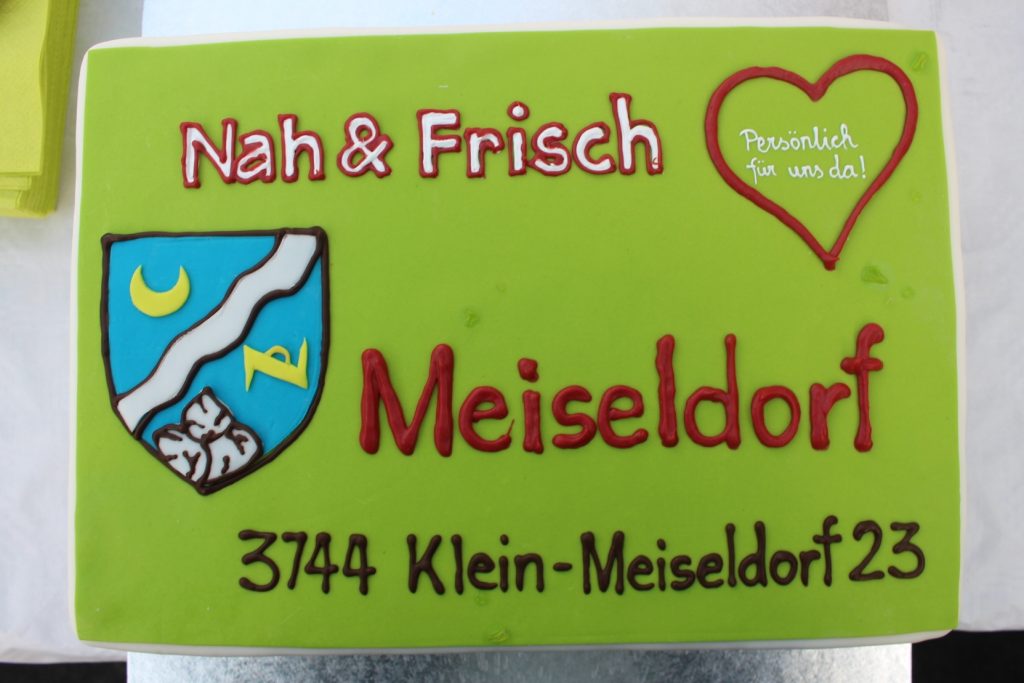 Nah & Frisch
Persönlich
für uns da!
Meiseldorf
3744 Klein-Meiseldorf 23